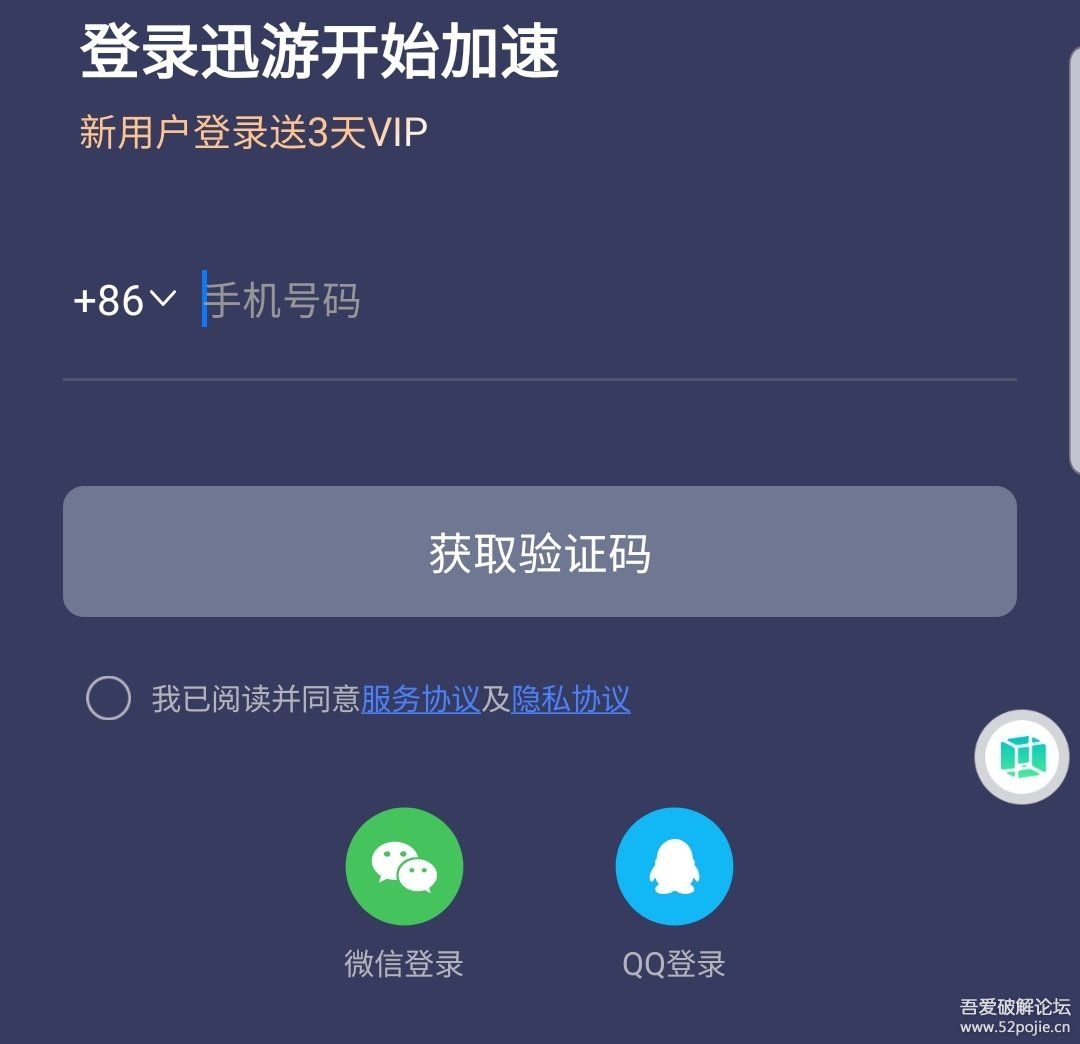 登录迅游开始加速
新用户登录送3天VIP
+86 手机号码
获取验证码
我已阅读并同意服务协议及隐私协议
微信登录 QQ登录
吾爱破解论坛
www.52pojie.cn